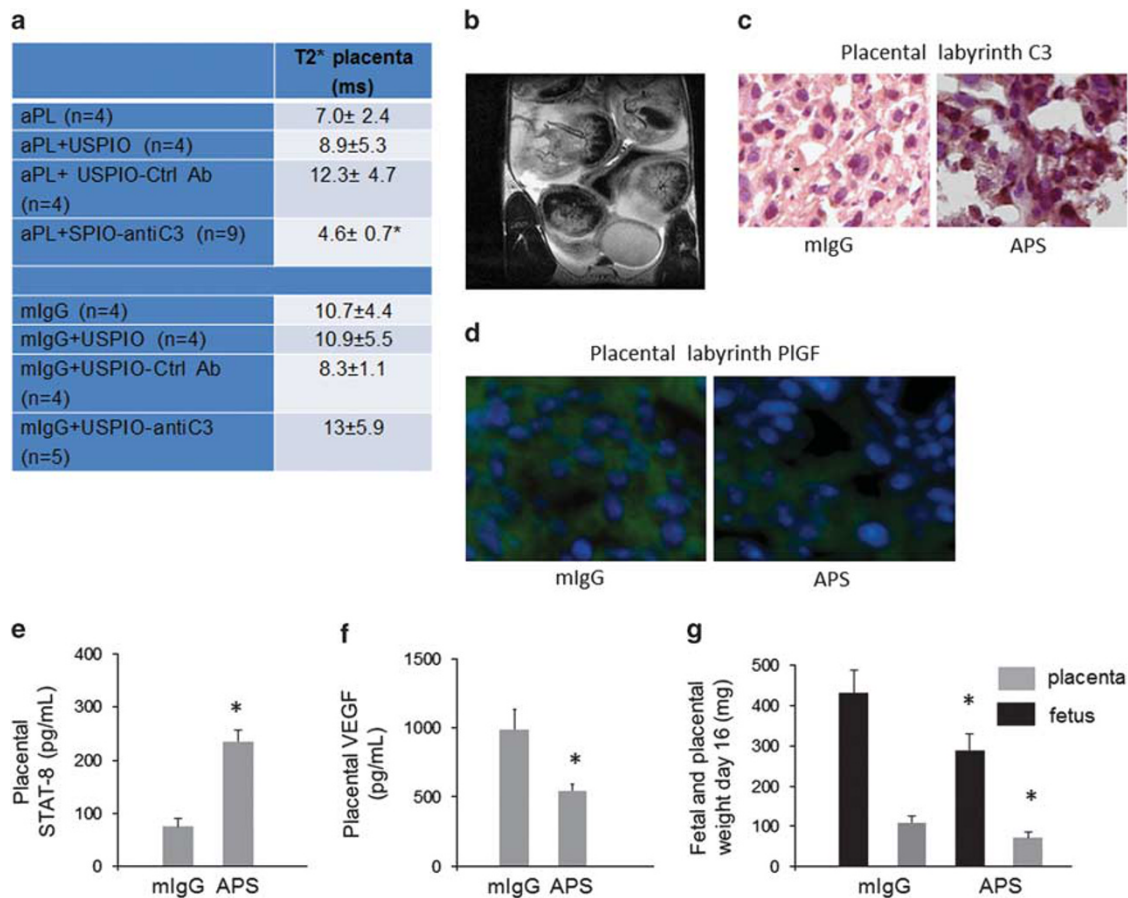 a
T2* placenta
(ms)
aPL (n=4)
7.0± 2.4
aPL+USPIO (n=4)
8.9±5.3
aPL+ USPIO-Ctrl Ab
(n=4)
12.3± 4.7
aPL+SPIO-antiC3 (n=9)
4.6± 0.7*
mIgG (n=4)
10.7±4.4
mIgG+USPIO (n=4)
10.9±5.5
mIgG+USPIO-Ctrl Ab
(n=4)
8.3±1.1
mIgG+USPIO-antiC3
(n=5)
13±5.9
b
c
Placental labyrinth C3
mIgG
APS
d
Placental labyrinth PlGF
mIgG
APS
e
Placental
STAT-8 (pg/mL)
400
300
200
100
0
*
mIgG APS
f
Placental VEGF
(pg/mL)
1500
1000
500
0
*
mIgG APS
g
Fetal and placental
weight day 16 (mg)
500
400
300
200
100
0
*
*
mIgG
APS
placenta
fetus